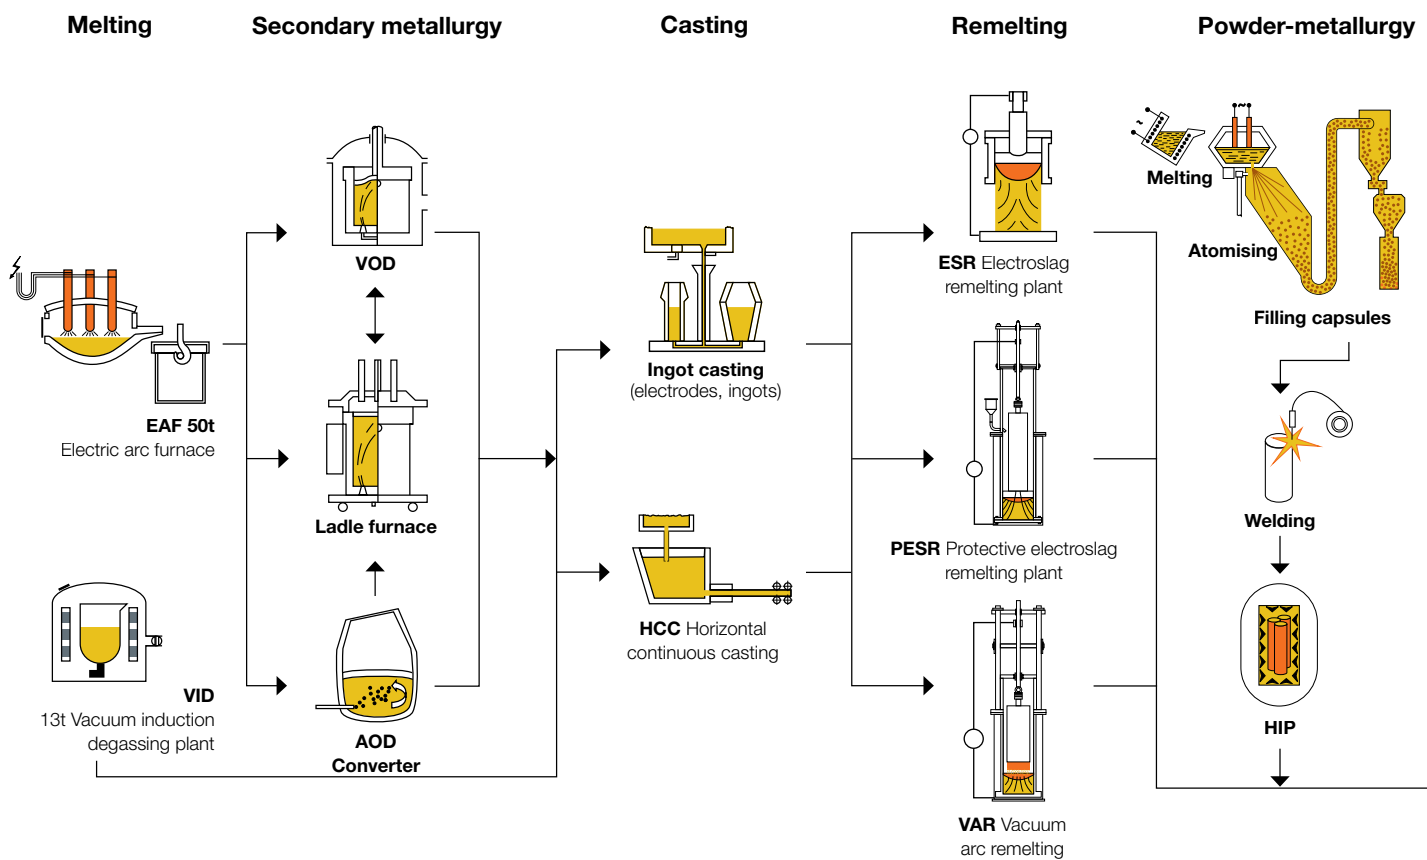 Melting
Secondary metallurgy
Casting
Remelting
Powder-metallurgy
VOD
EAF 50t
Electric arc furnace
Ladle furnace
VID
13t Vacuum induction
degassing plant
AOD
Converter
Ingot casting
(electrodes, ingots)
HCC Horizontal
continuous casting
ESR Electroslag
remelting plant
PESR Protective electroslag
remelting plant
VAR Vacuum
arc remelting
Melting
Atomising
Filling capsules
Welding
HIP